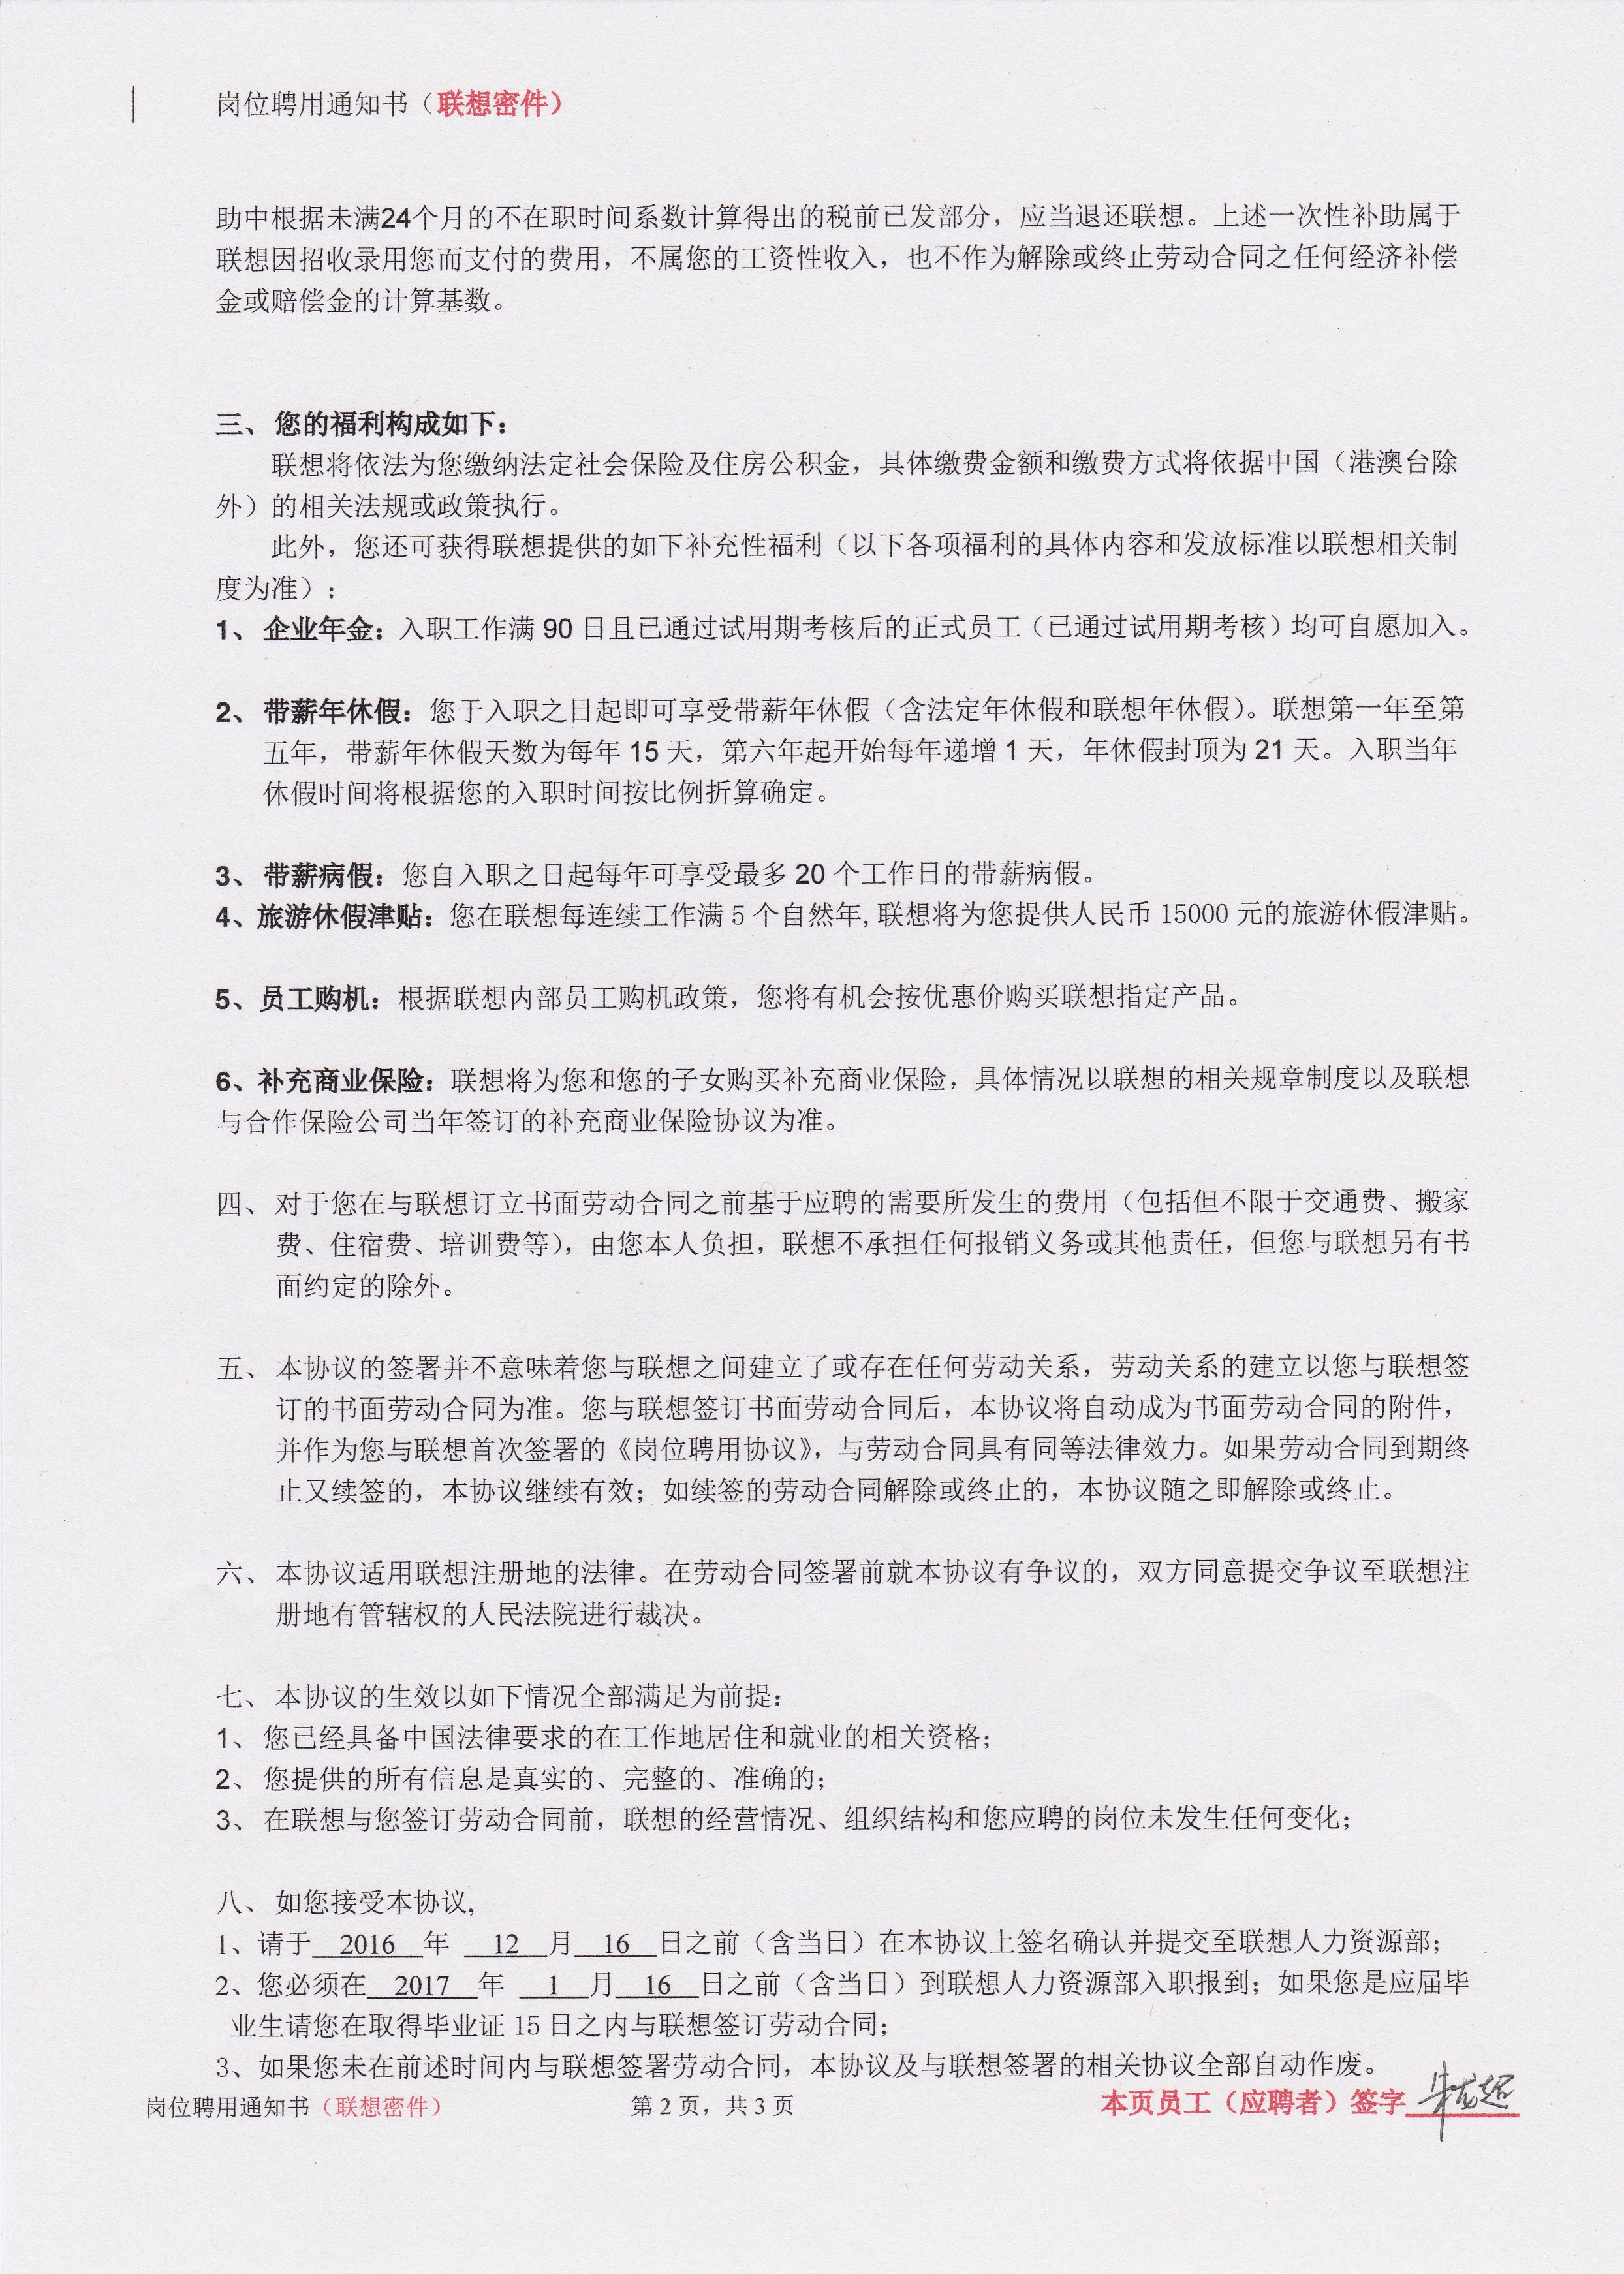 岗位聘用通知书（联想密件）
助中根据未满24个月的不在职时间系数计算得出的税前已发部分，应当退还联想。上述一次性补助属于
联想因招收录用您而支付的费用，不属您的工资性收入，也不作为解除或终止劳动合同之任何经济补偿
金或赔偿金的计算基数。
三、您的福利构成如下：
联想将依法为您缴纳法定社会保险及住房公积金，具体缴费金额和缴费方式将依据中国（港澳台除
外）的相关法规或政策执行。
此外，您还可获得联想提供的如下补充性福利（以下各项福利的具体内容和发放标准以联想相关制
度为准）：
1、企业年金：入职工作满 90 日且已通过试用期考核后的正式员工（已通过试用期考核）均可自愿加入。
2、带薪年休假：您于入职之日起即可享受带薪年休假（含法定年休假和联想年休假）。联想第一年至第
五年，带薪年休假天数为每年 15 天，第六年起开始每年递增 1 天，年休假封顶为 21 天。入职当年
休假时间将根据您的入职时间按比例折算确定。
3、带薪病假：您自入职之日起每年可享受最多 20 个工作日的带薪病假。
4、旅游休假津贴：您在联想每连续工作满 5 个自然年,联想将为您提供人民币 15000 元的旅游休假津贴。
5、员工购机：根据联想内部员工购机政策，您将有机会按优惠价购买联想指定产品。
6、补充商业保险：联想将为您和您的子女购买补充商业保险，具体情况以联想的相关规章制度以及联想
与合作保险公司当年签订的补充商业保险协议为准。
四、对于您在与联想订立书面劳动合同之前基于应聘的需要所发生的费用（包括但不限于交通费、搬家
费、住宿费、培训费等），由您本人负担，联想不承担任何报销义务或其他责任，但您与联想另有书
面约定的除外。
五、本协议的签署并不意味着您与联想之间建立了或存在任何劳动关系，劳动关系的建立以您与联想签
订的书面劳动合同为准。您与联想签订书面劳动合同后，本协议将自动成为书面劳动合同的附件，
并作为您与联想首次签署的《岗位聘用协议》，与劳动合同具有同等法律效力。如果劳动合同到期终
止又续签的，本协议继续有效；如续签的劳动合同解除或终止的，本协议随之即解除或终止。
六、本协议适用联想注册地的法律。在劳动合同签署前就本协议有争议的，双方同意提交争议至联想注
册地有管辖权的人民法院进行裁决。
七、本协议的生效以如下情况全部满足为前提：
1、您已经具备中国法律要求的在工作地居住和就业的相关资格；
2、您提供的所有信息是真实的、完整的、准确的；
3、在联想与您签订劳动合同前，联想的经营情况、组织结构和您应聘的岗位未发生任何变化；
八、如您接受本协议,
1、请于 2016 年 12 月 16 日之前（含当日）在本协议上签名确认并提交至联想人力资源部；
2、您必须在 2017 年 1 月 16 日之前（含当日）到联想人力资源部入职报到；如果您是应届毕
业生请您在取得毕业证 15 日之内与联想签订劳动合同；
3、如果您未在前述时间内与联想签署劳动合同，本协议及与联想签署的相关协议全部自动作废。
岗位聘用通知书（联想密件） 第 2 页，共 3 页 本页员工（应聘者）签字